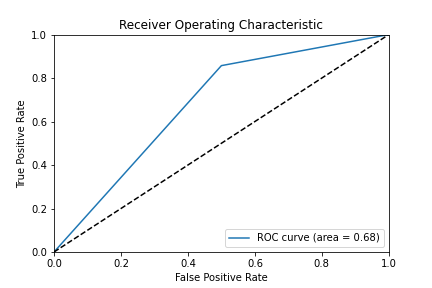 Receiver Operating Characteristic
1.0
0.8
0.6
0.4
0.2
0.0
True Positive Rate
ROC curve (area = 0.68)
0.0 0.2 0.4 0.6 0.8 1.0
False Positive Rate